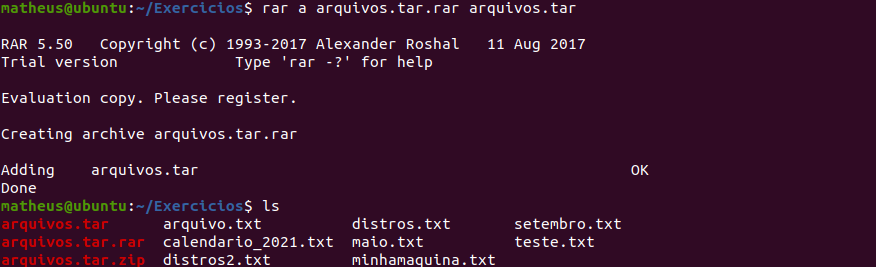 matheus@ubuntu:~/Exercicios$ rar a arquivos.tar.rar arquivos.tar
RAR 5.50   Copyright (c) 1993-2017 Alexander Roshal   11 Aug 2017
Trial version             Type 'rar -?' for help
Evaluation copy. Please register.
Creating archive arquivos.tar.rar
Adding    arquivos.tar                                                OK
Done
matheus@ubuntu:~/Exercicios$ ls
arquivos.tar      arquivo.txt          distros.txt       setembro.txt
arquivos.tar.rar  calendario_2021.txt  maio.txt          teste.txt
arquivos.tar.zip  distros2.txt         minhamaquina.txt